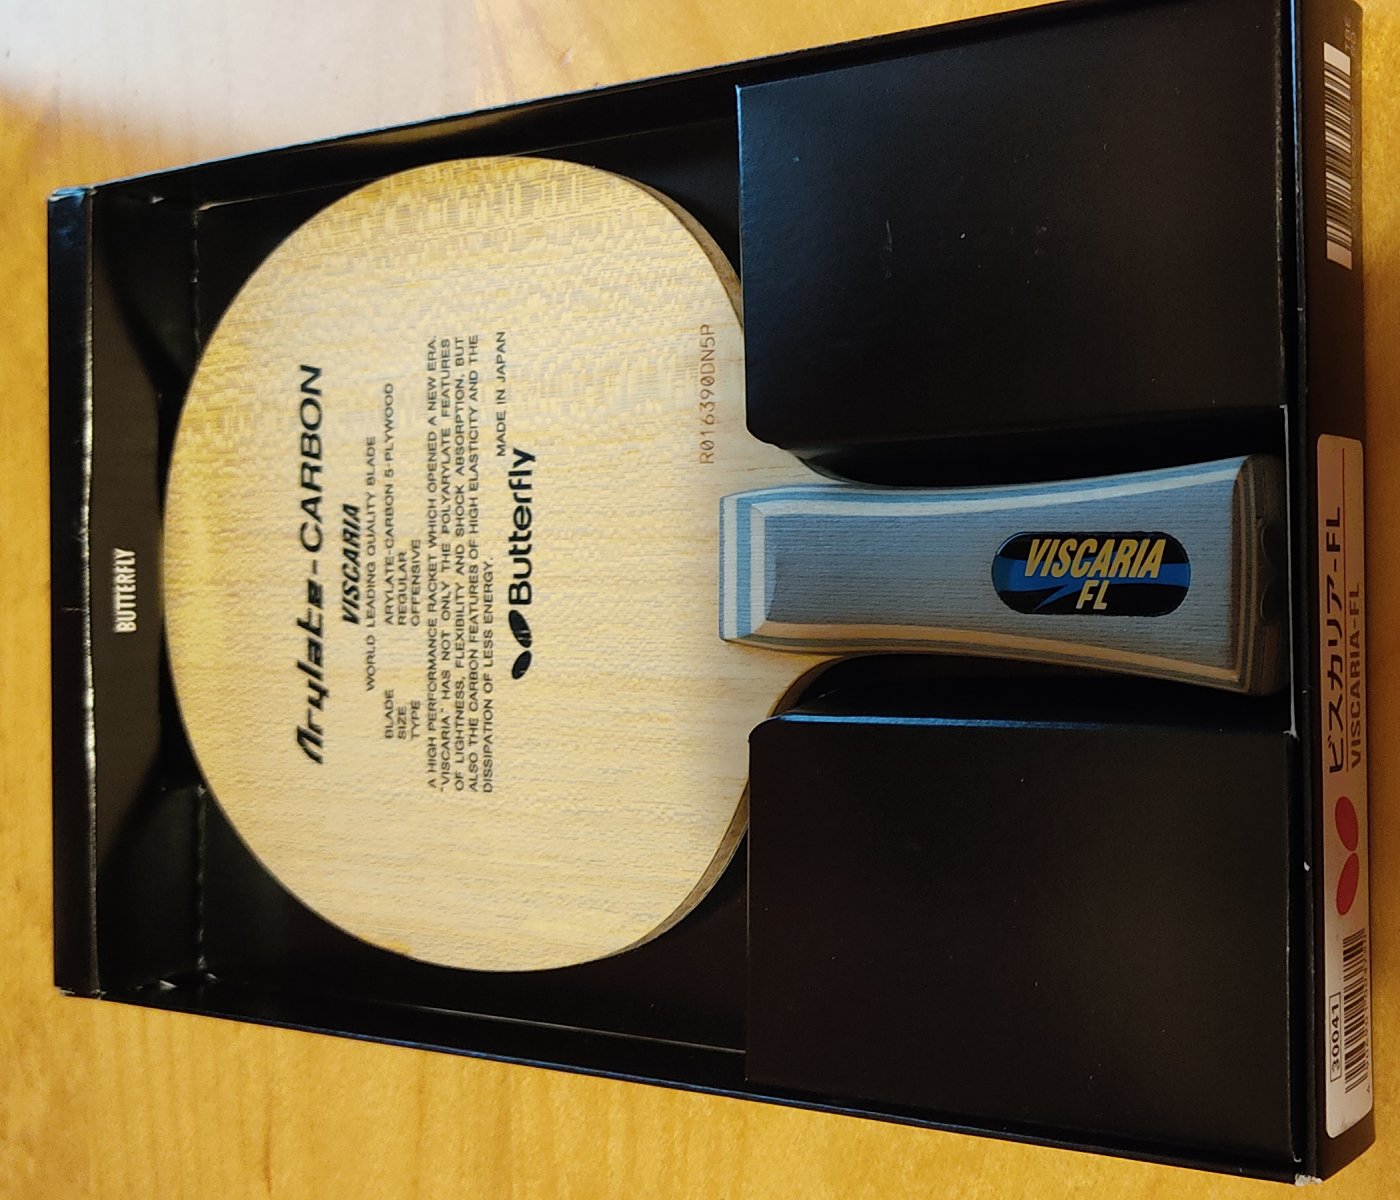 BUTTERFLY
Arylate-CARBON
VISCARIA
WORLD LEADING QUALITY BLADE
BLADE ARYLATE-CARBON 5-PLYWOOD
SIZE REGULAR
TYPE OFFENSIVE
A HIGH PERFORMANCE RACKET WHICH OPENED A NEW ERA.
"VISCARIA" HAS NOT ONLY THE POLYARYLATE FEATURES
OF LIGHTNESS, FLEXIBILITY AND SHOCK ABSORPTION, BUT
ALSO THE CARBON FEATURES OF HIGH ELASTICITY AND THE
DISSIPATION OF LESS ENERGY.
MADE IN JAPAN
Butterfly
R016390DN5P
VISCARIA
FL
30041
ビスカリア-FL
VISCARIA-FL